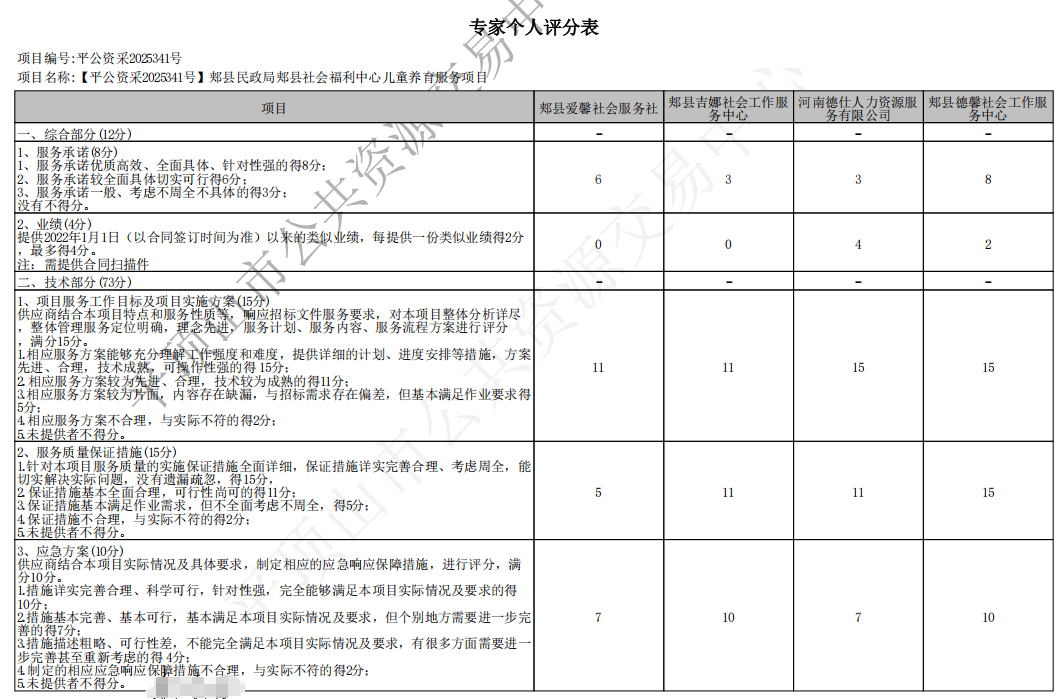 专家个人评分表
项目编号:平公资采2025341号
项目名称:【平公资采2025341号】郏县民政局郏县社会福利中心儿童养育服务项目
项目 郏县爱馨社会服务社 郏县吉娜社会工作服务中心 河南德仕人力资源服务有限公司 郏县德馨社会工作服务中心
一、综合部分(12分) - - - -
1、服务承诺(8分)
1、服务承诺优质高效、全面具体、针对性强的得8分;
2、服务承诺较全面具体切实可行得6分;
3、服务承诺一般、考虑不周全不具体的得3分;
没有不得分。
6 3 3 8
2、业绩(4分)
提供2022年1月1日（以合同签订时间为准）以来的类似业绩，每提供一份类似业绩得2分
，最多得4分。
注：需提供合同扫描件
0 0 4 2
二、技术部分(73分) - - - -
1、项目服务工作目标及项目实施方案(15分)
供应商结合本项目特点和服务性质等，响应招标文件服务要求，对本项目整体分析详尽
，整体管理服务定位明确，理念先进，服务计划、服务内容、服务流程方案进行评分
，满分15分。
1.相应服务方案能够充分理解工作强度和难度，提供详细的计划、进度安排等措施，方案
先进、合理，技术成熟，可操作性强的得 15分;
2.相应服务方案较为先进、合理，技术较为成熟的得11分;
3.相应服务方案较为片面，内容存在缺漏，与招标需求存在偏差，但基本满足作业要求得
5分;
4.相应服务方案不合理，与实际不符的得2分;
5.未提供者不得分。
11 11 15 15
2、服务质量保证措施(15分)
1.针对本项目服务质量的实施保证措施全面详细，保证措施详实完善合理、考虑周全，能
切实解决实际问题，没有遗漏疏忽，得15分，
2.保证措施基本全面合理，可行性尚可的得11分;
3.保证措施基本满足作业需求，但不全面考虑不周全，得5分;
4.保证措施不合理，与实际不符的得2分;
5.未提供者不得分。
5 11 11 15
3、应急方案(10分)
供应商结合本项目实际情况及具体要求，制定相应的应急响应保障措施，进行评分，满
分10分。
1.措施详实完善合理、科学可行，针对性强，完全能够满足本项目实际情况及要求的得
10分;
2.措施基本完善、基本可行，基本满足本项目实际情况及要求，但个别地方需要进一步完
善的得7分;
3.措施描述粗略、可行性差，不能完全满足本项目实际情况及要求，有很多方面需要进一
步完善甚至重新考虑的得 4分;
4.制定的相应应急响应保障措施不合理，与实际不符的得2分;
5.未提供者不得分。
7 10 7 10
平顶山市公共资源交易中
平顶山市公共资源交易中心